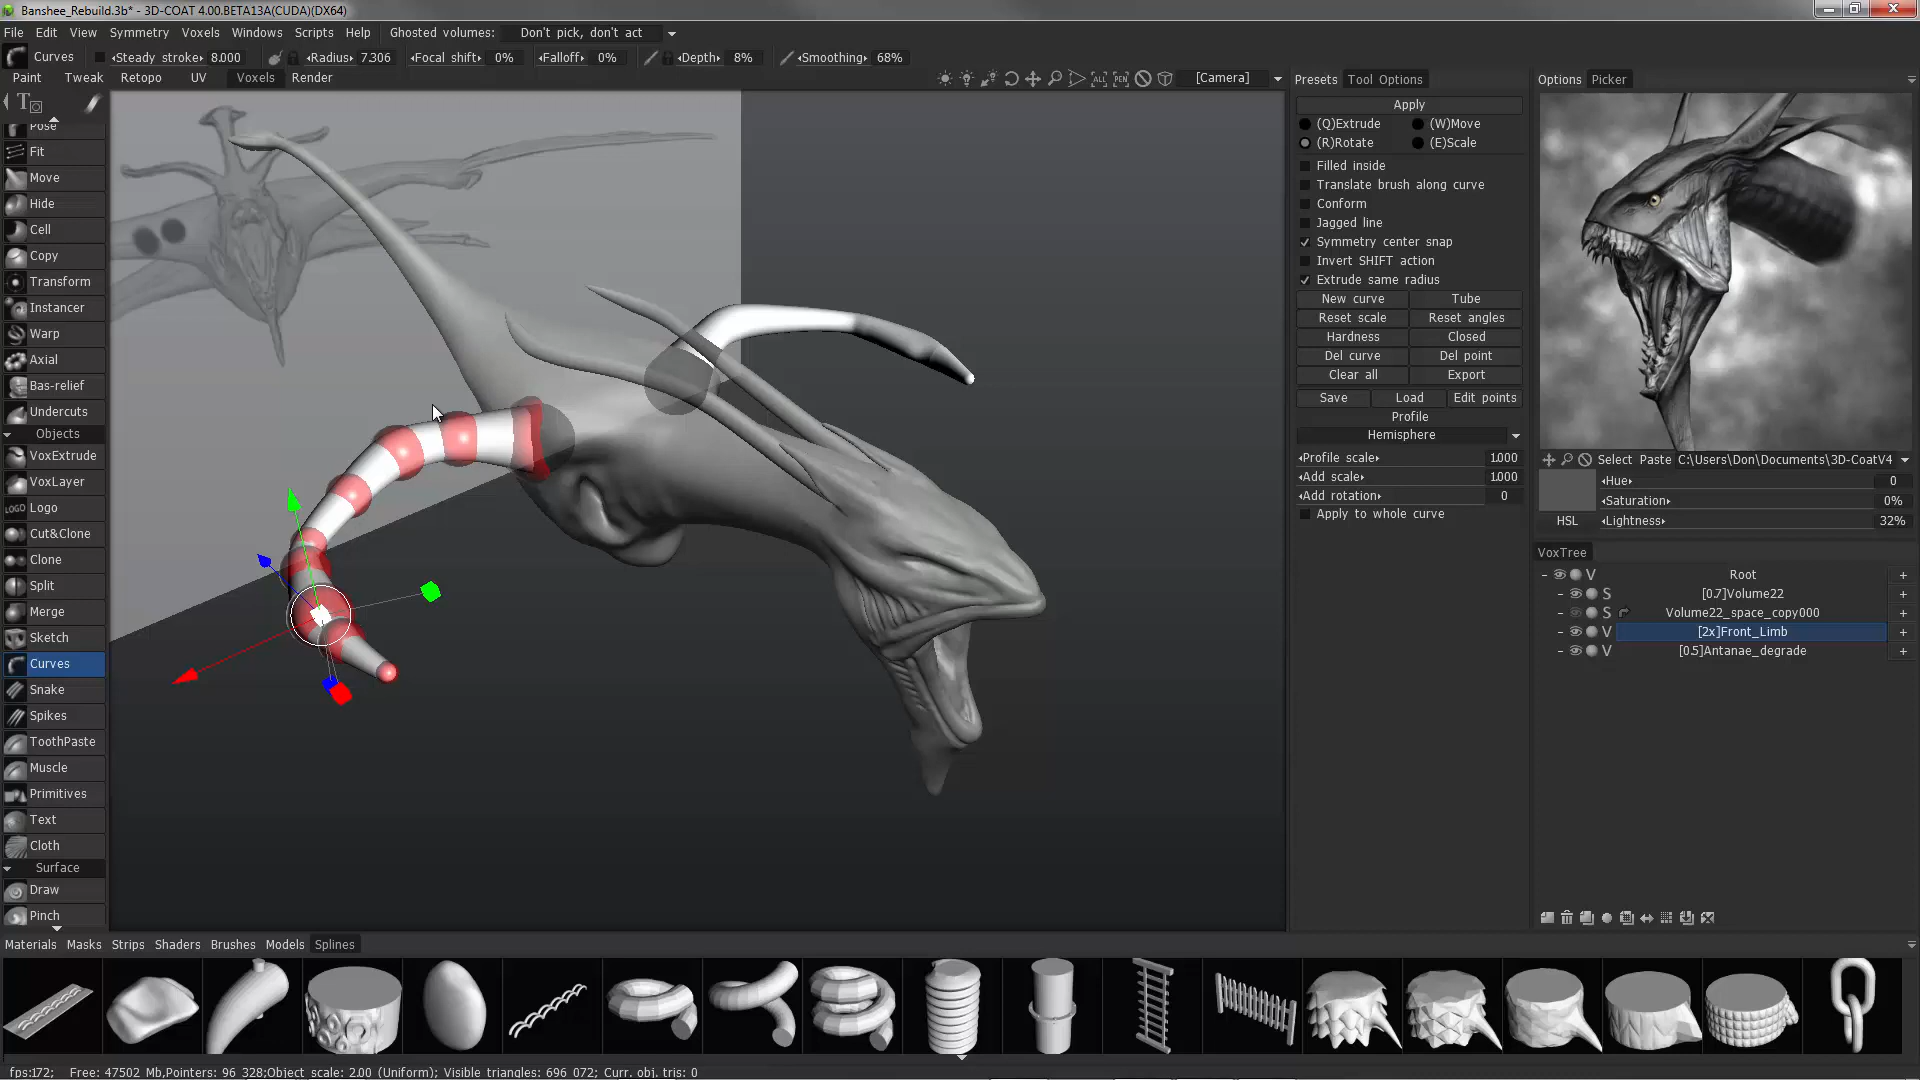 Banshee_Rebuild.3b* - 3D-COAT 4.00.BETA13A(CUDA)(DX64)
File Edit View Symmetry Voxels Windows Scripts Help Ghosted volumes: Don't pick, don't act
Curves Steady stroke 8.000 Radius 7.306 Focal shift 0% Falloff 0% Depth 8% Smoothing 68%
Paint Tweak Retopo UV Voxels Render [Camera]
Pose
Fit
Move
Hide
Cell
Copy
Transform
Instancer
Warp
Axial
Bas-relief
Undercuts
Objects
VoxExtrude
VoxLayer
LOGO Logo
Cut&Clone
Clone
Split
Merge
Sketch
Curves
Snake
Spikes
ToothPaste
Muscle
Primitives
Text
Cloth
Surface
Draw
Pinch
ALL PEN
Presets Tool Options
Apply
(Q)Extrude (W)Move
(R)Rotate (E)Scale
Filled inside
Translate brush along curve
Conform
Jagged line
Symmetry center snap
Invert SHIFT action
Extrude same radius
New curve Tube
Reset scale Reset angles
Hardness Closed
Del curve Del point
Clear all Export
Save Load Edit points
Profile
Hemisphere
Profile scale 1.000
Add scale 1.000
Add rotation 0
Apply to whole curve
Options Picker
Select Paste C:\Users\Don\Documents\3D-CoatV4
Hue 0
Saturation 0%
HSL Lightness 32%
VoxTree
- V Root +
- S [0.7]Volume22 +
- S Volume22_space_copy000 +
- V [2x]Front_Limb +
- V [0.5]Antanae_degrade +
Materials Masks Strips Shaders Brushes Models Splines
fps:172; Free: 47502 Mb,Pointers: 96 328;Object scale: 2.00 (Uniform); Visible triangles: 696 072; Curr. obj. tris: 0